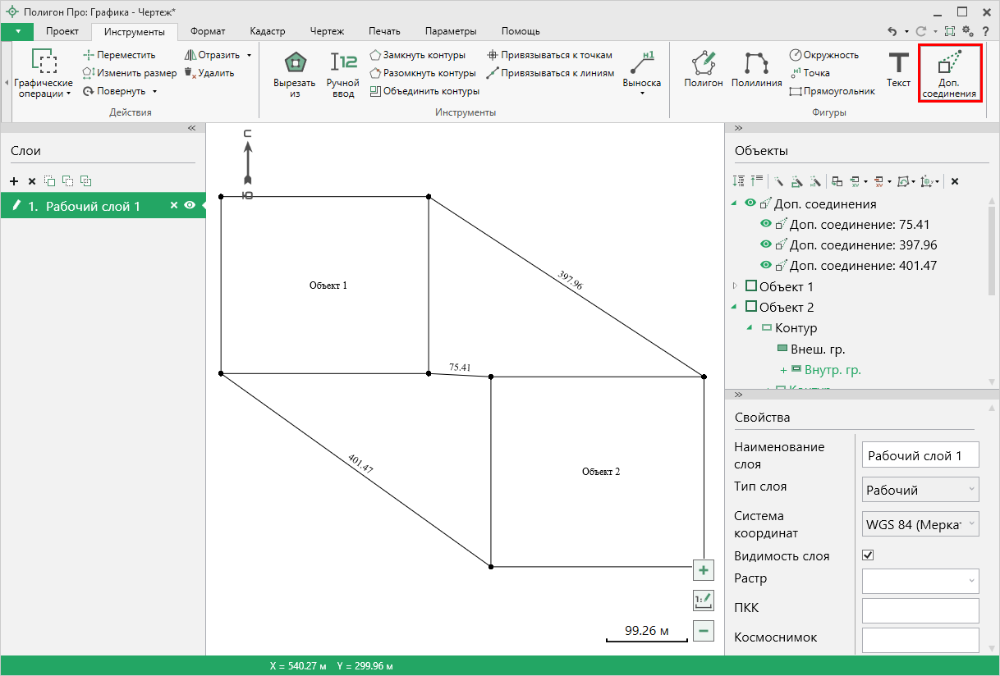 Полигон Про: Графика - Чертеж*
Проект Инструменты Формат Кадастр Чертеж Печать Параметры Помощь
Графические операции
Переместить
Изменить размер
Повернуть
Отразить
Удалить
Действия
Вырезать из
Ручной ввод
Замкнуть контуры
Разомкнуть контуры
Объединить контуры
Привязываться к точкам
Привязываться к линиям
Н1
Выноска
Инструменты
Полигон
Полилиния
Окружность
Точка
Прямоугольник
Текст
Доп. соединения
Фигуры
Слои
1. Рабочий слой 1
П
Ю
Объект 1
397.96
75.41
401.47
Объект 2
1:
99.26 м
Объекты
Доп. соединения
Доп. соединение: 75.41
Доп. соединение: 397.96
Доп. соединение: 401.47
Объект 1
Объект 2
Контур
Внеш. гр.
+ Внутр. гр.
Контур
Свойства
Наименование слоя
Рабочий слой 1
Тип слоя
Рабочий
Система координат
WGS 84 (Меркат
Видимость слоя
Растр
ПКК
Космоснимок
X = 540.27 м Y = 299.96 м